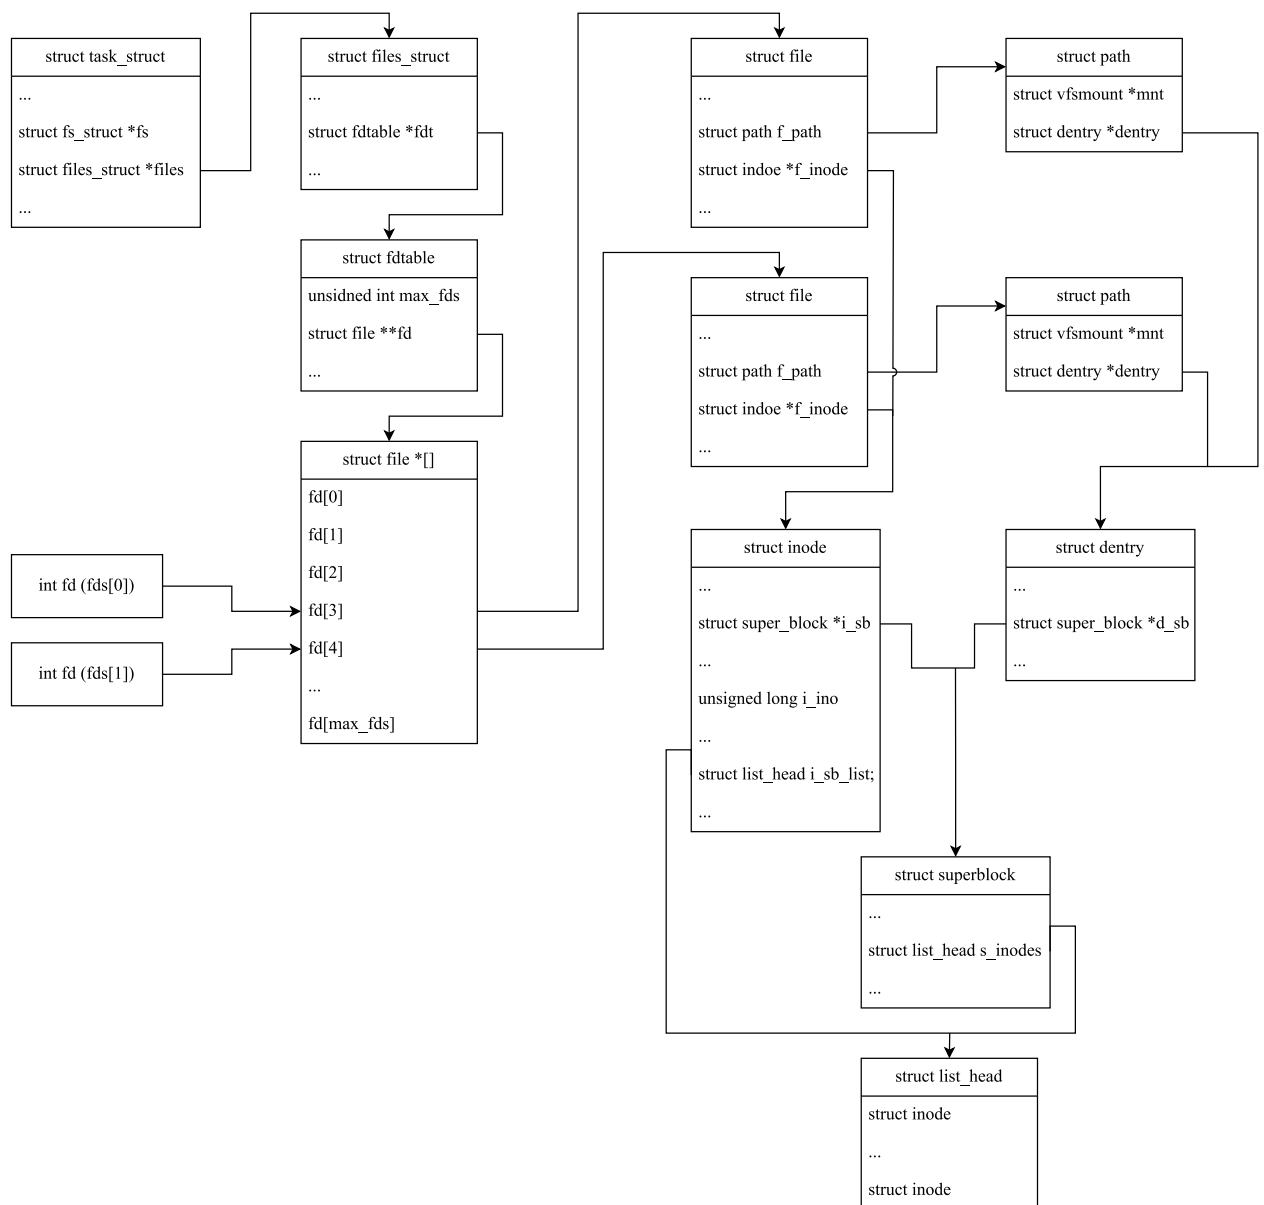 struct task_struct
...
struct fs_struct *fs
struct files_struct *files
...
struct files_struct
...
struct fdtable *fdt
...
struct fdtable
unsidned int max_fds
struct file **fd
...
struct file *[]
fd[0]
fd[1]
fd[2]
fd[3]
fd[4]
...
fd[max_fds]
int fd (fds[0])
int fd (fds[1])
struct file
...
struct path f_path
struct indoe *f_inode
...
struct path
struct vfsmount *mnt
struct dentry *dentry
struct file
...
struct path f_path
struct indoe *f_inode
...
struct path
struct vfsmount *mnt
struct dentry *dentry
struct inode
...
struct super_block *i_sb
...
unsigned long i_ino
...
struct list_head i_sb_list;
...
struct dentry
...
struct super_block *d_sb
...
struct superblock
...
struct list_head s_inodes
...
struct list_head
struct inode
...
struct inode